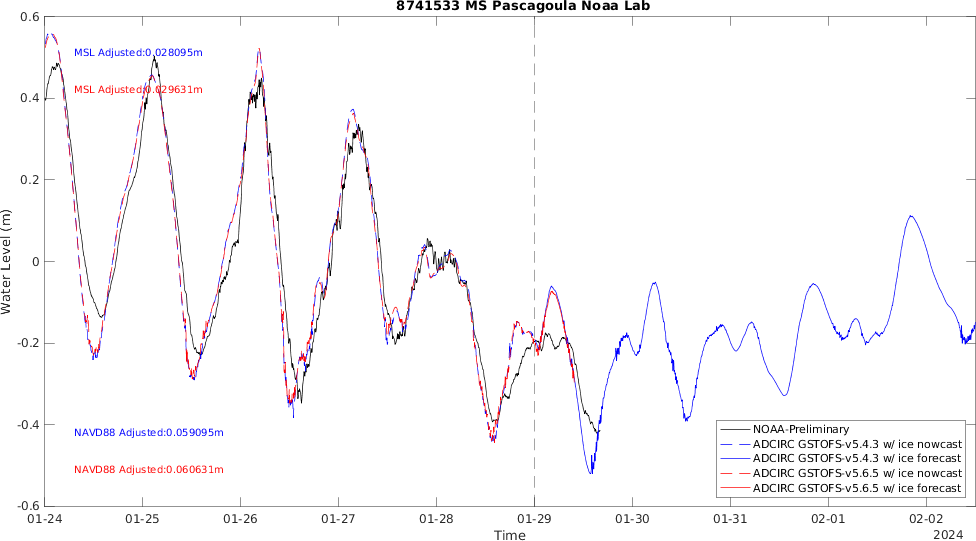 8741533 MS Pascagoula Noaa Lab
0.6
MSL Adjusted:0.028095m
MSL Adjusted:0.029631m
0.4
0.2
0
-0.2
-0.4
-0.6
Water Level (m)
NAVD88 Adjusted:0.059095m
NAVD88 Adjusted:0.060631m
NOAA-Preliminary
ADCIRC GSTOFS-v5.4.3 w/ ice nowcast
ADCIRC GSTOFS-v5.4.3 w/ ice forecast
ADCIRC GSTOFS-v5.6.5 w/ ice nowcast
ADCIRC GSTOFS-v5.6.5 w/ ice forecast
01-24 01-25 01-26 01-27 01-28 01-29 01-30 01-31 02-01 02-02
Time
2024